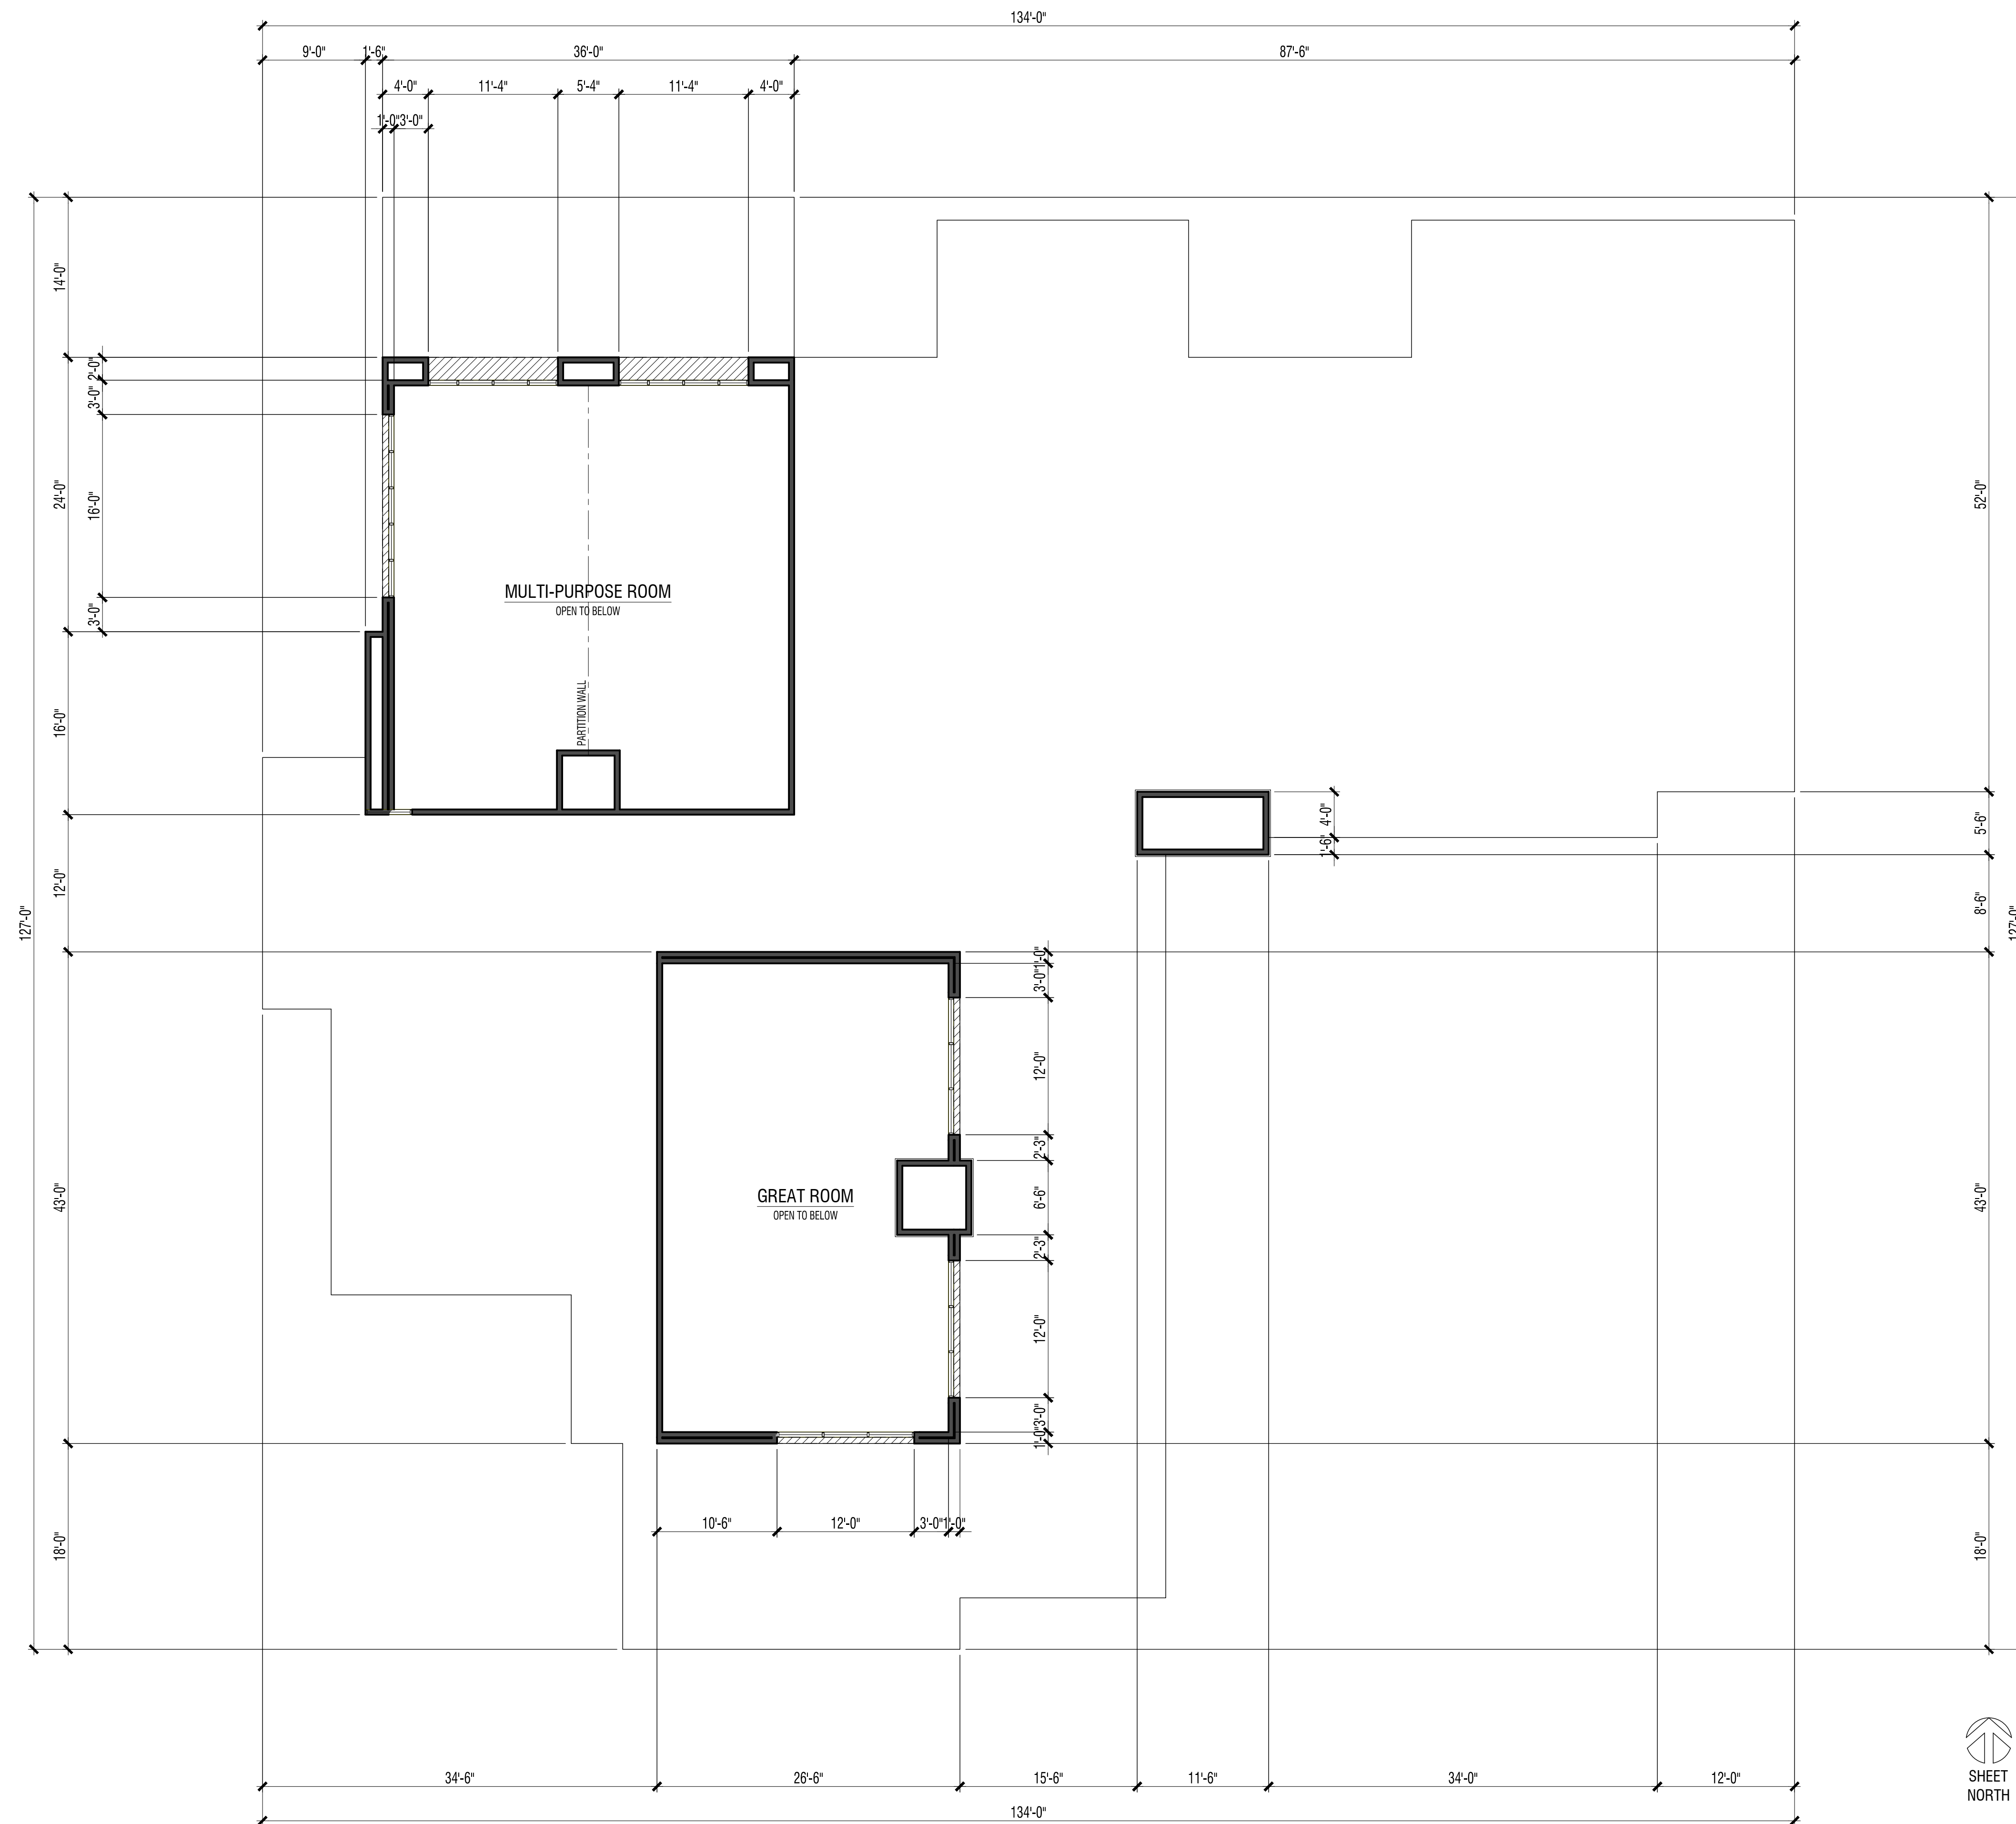 134'-0"
9'-0" 1'-6" 36'-0" 87'-6"
4'-0" 11'-4" 5'-4" 11'-4" 4'-0"
1'-0" 3'-0"
14'-0"
2'-0"
3'-0"
24'-0"
16'-0"
3'-0"
16'-0"
12'-0"
127'-0"
43'-0"
18'-0"
MULTI-PURPOSE ROOM
OPEN TO BELOW
PARTITION WALL
4'-0"
1'-6"
52'-0"
5'-6"
8'-6"
127'-0"
43'-0"
18'-0"
1'-0"
3'-0"
12'-0"
2'-3"
6'-6"
2'-3"
12'-0"
3'-0"
1'-0"
GREAT ROOM
OPEN TO BELOW
10'-6" 12'-0" 3'-0" 1'-0"
34'-6" 26'-6" 15'-6" 11'-6" 34'-0" 12'-0"
134'-0"
SHEET
NORTH